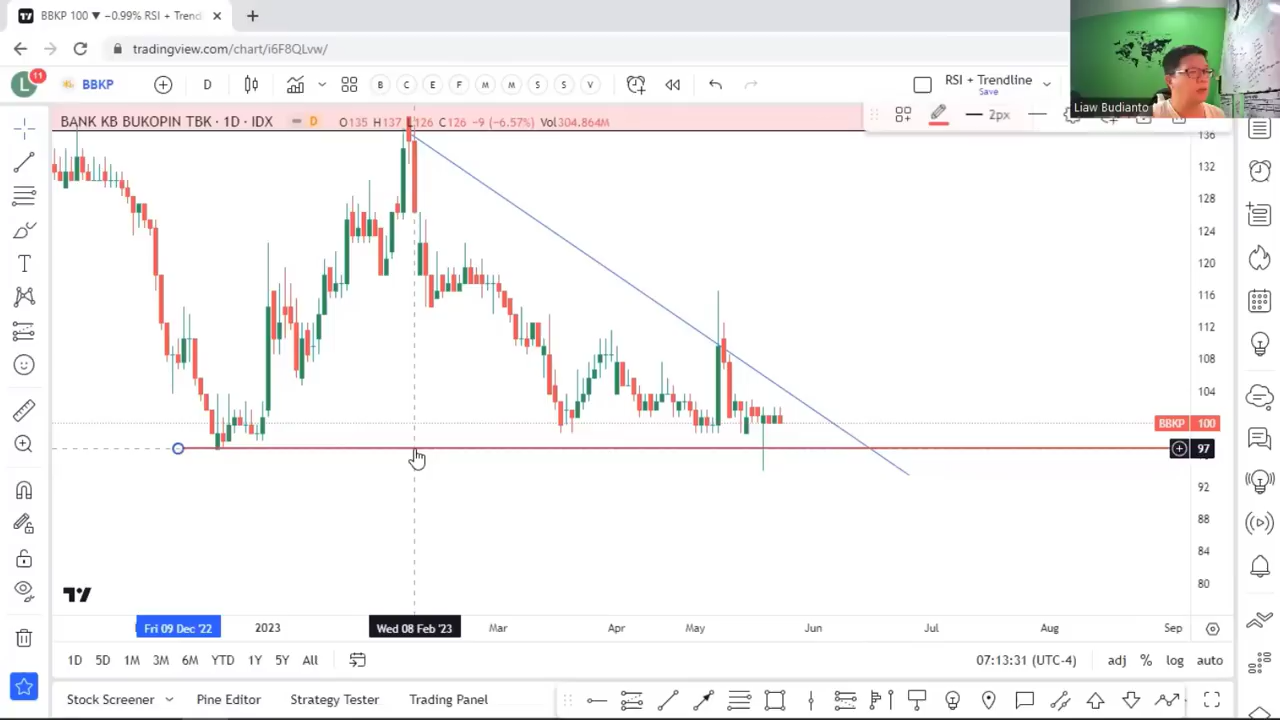 BBKP 100 ▼ −0.99% RSI + Trend
tradingview.com/chart/i6F8QLvw/
L 11 BBKP D B C E F M M S S V RSI + Trendline
Save
Liaw Budianto
BANK KB BUKOPIN TBK · 1D · IDX D O135 H137 L126 C126 −9 (−6.57%)
2px
136
132
128
124
120
116
112
108
104
BBKP 100
97
92
88
84
80
Fri 09 Dec '22 2023 Wed 08 Feb '23 Mar Apr May Jun Jul Aug Sep
1D 5D 1M 3M 6M YTD 1Y 5Y All 07:13:31 (UTC-4) adj % log auto
Stock Screener Pine Editor Strategy Tester Trading Panel